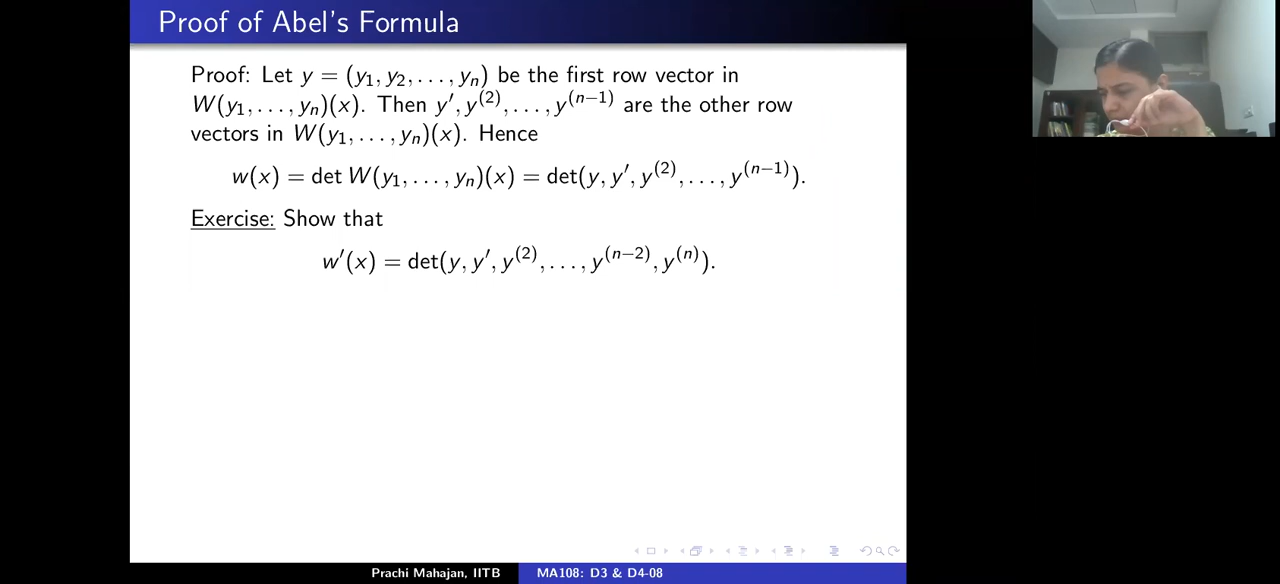 Proof of Abel's Formula
Proof: Let y = (y₁, y₂, . . . , yₙ) be the first row vector in
W(y₁, . . . , yₙ)(x). Then y′, y⁽²⁾, . . . , y⁽ⁿ⁻¹⁾ are the other row
vectors in W(y₁, . . . , yₙ)(x). Hence
w(x) = det W(y₁, . . . , yₙ)(x) = det(y, y′, y⁽²⁾, . . . , y⁽ⁿ⁻¹⁾).
Exercise: Show that
w′(x) = det(y, y′, y⁽²⁾, . . . , y⁽ⁿ⁻²⁾, y⁽ⁿ⁾).
Prachi Mahajan, IITB MA108: D3 & D4-08